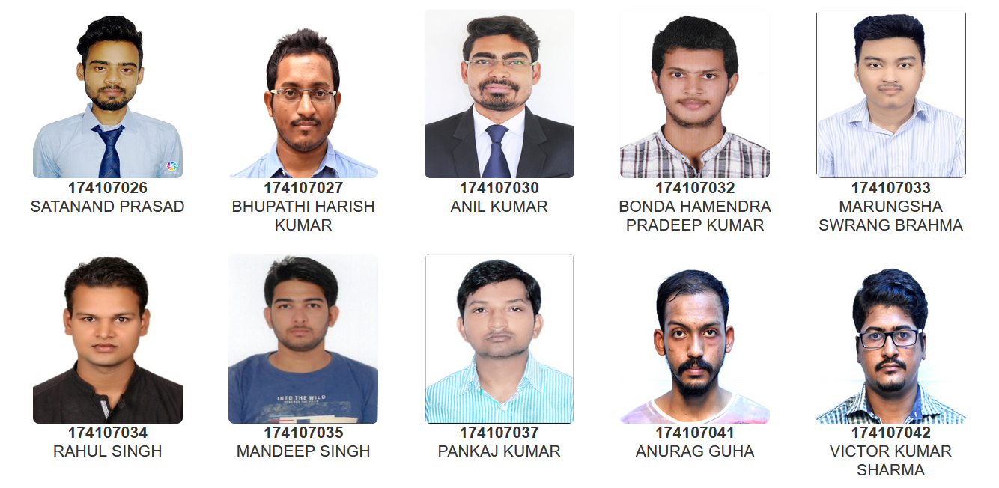 174107026
SATANAND PRASAD
174107027
BHUPATHI HARISH
KUMAR
174107030
ANIL KUMAR
174107032
BONDA HAMENDRA
PRADEEP KUMAR
174107033
MARUNGSHA
SWRANG BRAHMA
174107034
RAHUL SINGH
174107035
MANDEEP SINGH
INTO THE WILD
174107037
PANKAJ KUMAR
174107041
ANURAG GUHA
174107042
VICTOR KUMAR
SHARMA